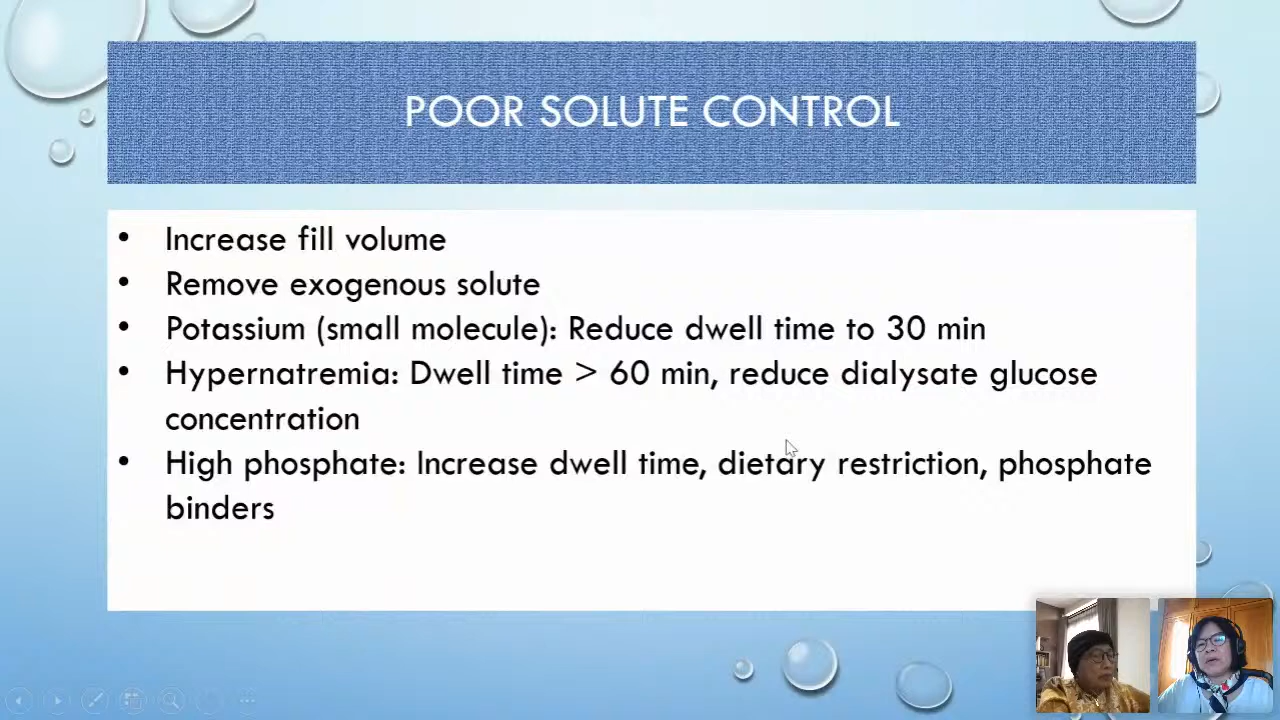 POOR SOLUTE CONTROL
• Increase fill volume
• Remove exogenous solute
• Potassium (small molecule): Reduce dwell time to 30 min
• Hypernatremia: Dwell time > 60 min, reduce dialysate glucose
concentration
• High phosphate: Increase dwell time, dietary restriction, phosphate
binders